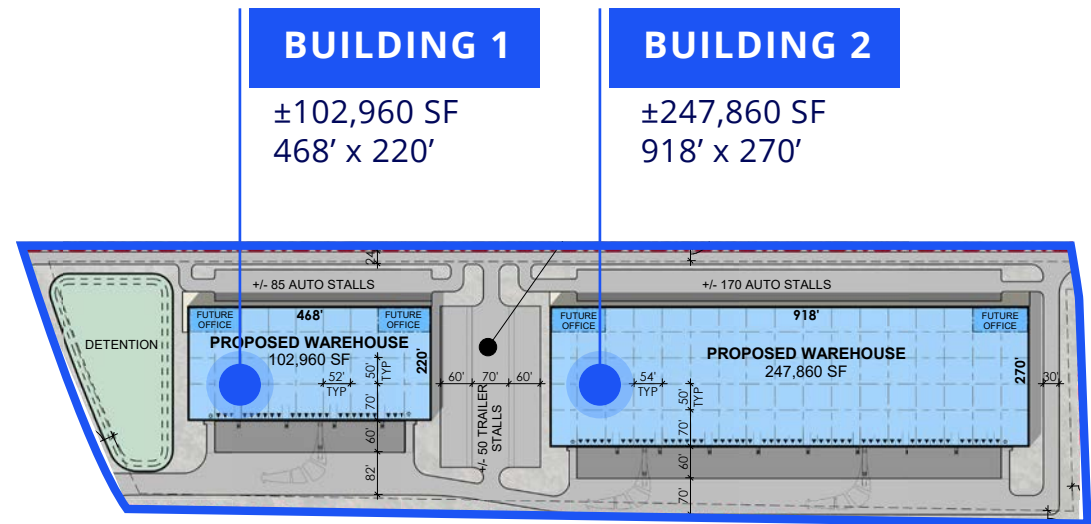 BUILDING 1
±102,960 SF
468’ x 220’
BUILDING 2
±247,860 SF
918’ x 270’
24'
+/- 85 AUTO STALLS
+/- 170 AUTO STALLS
DETENTION
FUTURE
OFFICE
468'
FUTURE
OFFICE
PROPOSED WAREHOUSE
102,960 SF
220'
52'
TYP
50'
TYP
70'
60'
82'
60'
70'
60'
+/- 50 TRAILER
STALLS
FUTURE
OFFICE
918'
FUTURE
OFFICE
PROPOSED WAREHOUSE
247,860 SF
270'
30'
54'
TYP
50'
TYP
70'
60'
70'